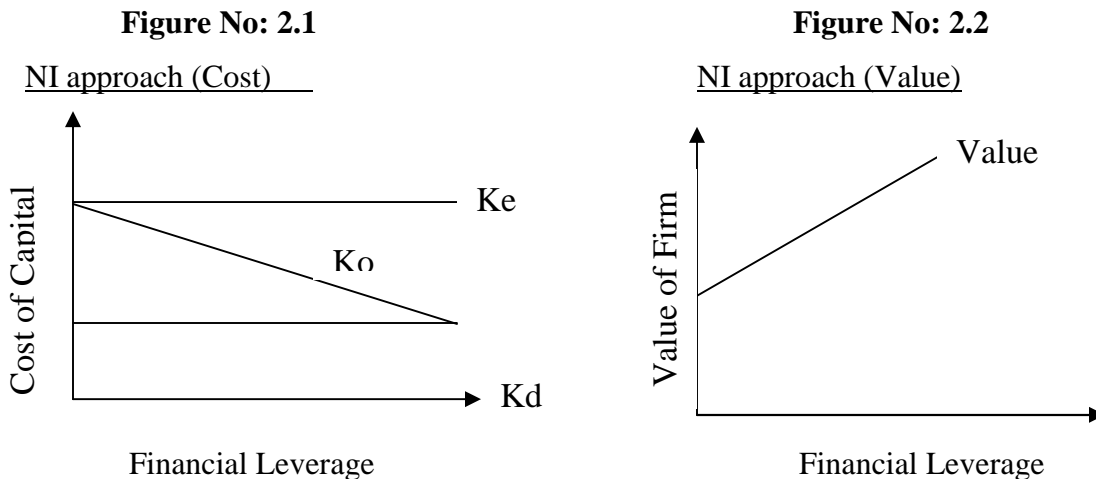 Figure No: 2.1
NI approach (Cost)
Cost of Capital
Ke
Ko
Kd
Financial Leverage
Figure No: 2.2
NI approach (Value)
Value of Firm
Value
Financial Leverage